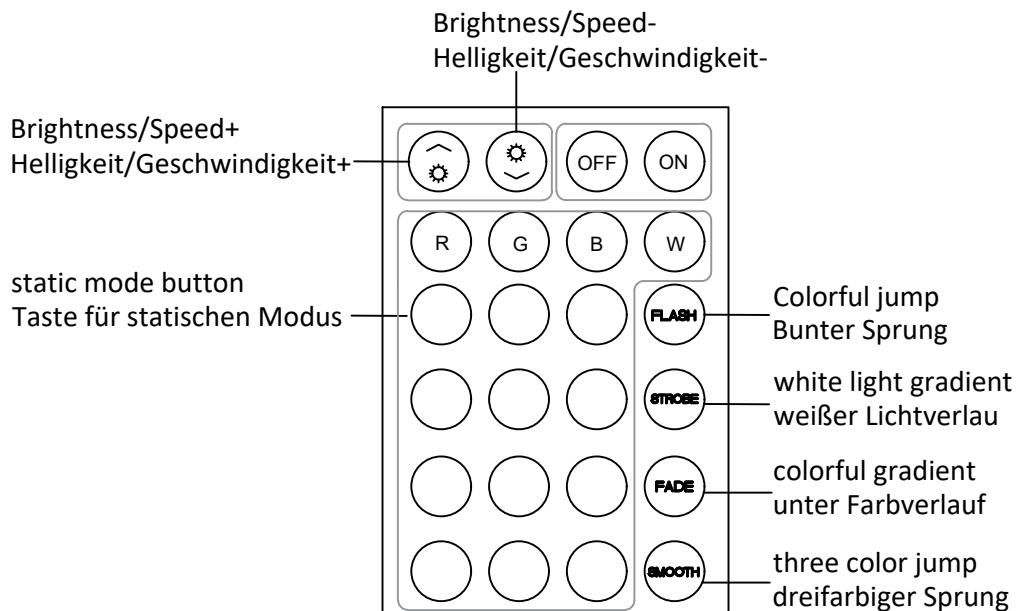 Brightness/Speed-
Helligkeit/Geschwindigkeit-
Brightness/Speed+
Helligkeit/Geschwindigkeit+
OFF ON
R G B W
static mode button
Taste für statischen Modus
FLASH
Colorful jump
Bunter Sprung
STROBE
white light gradient
weißer Lichtverlau
FADE
colorful gradient
unter Farbverlauf
SMOOTH
three color jump
dreifarbiger Sprung